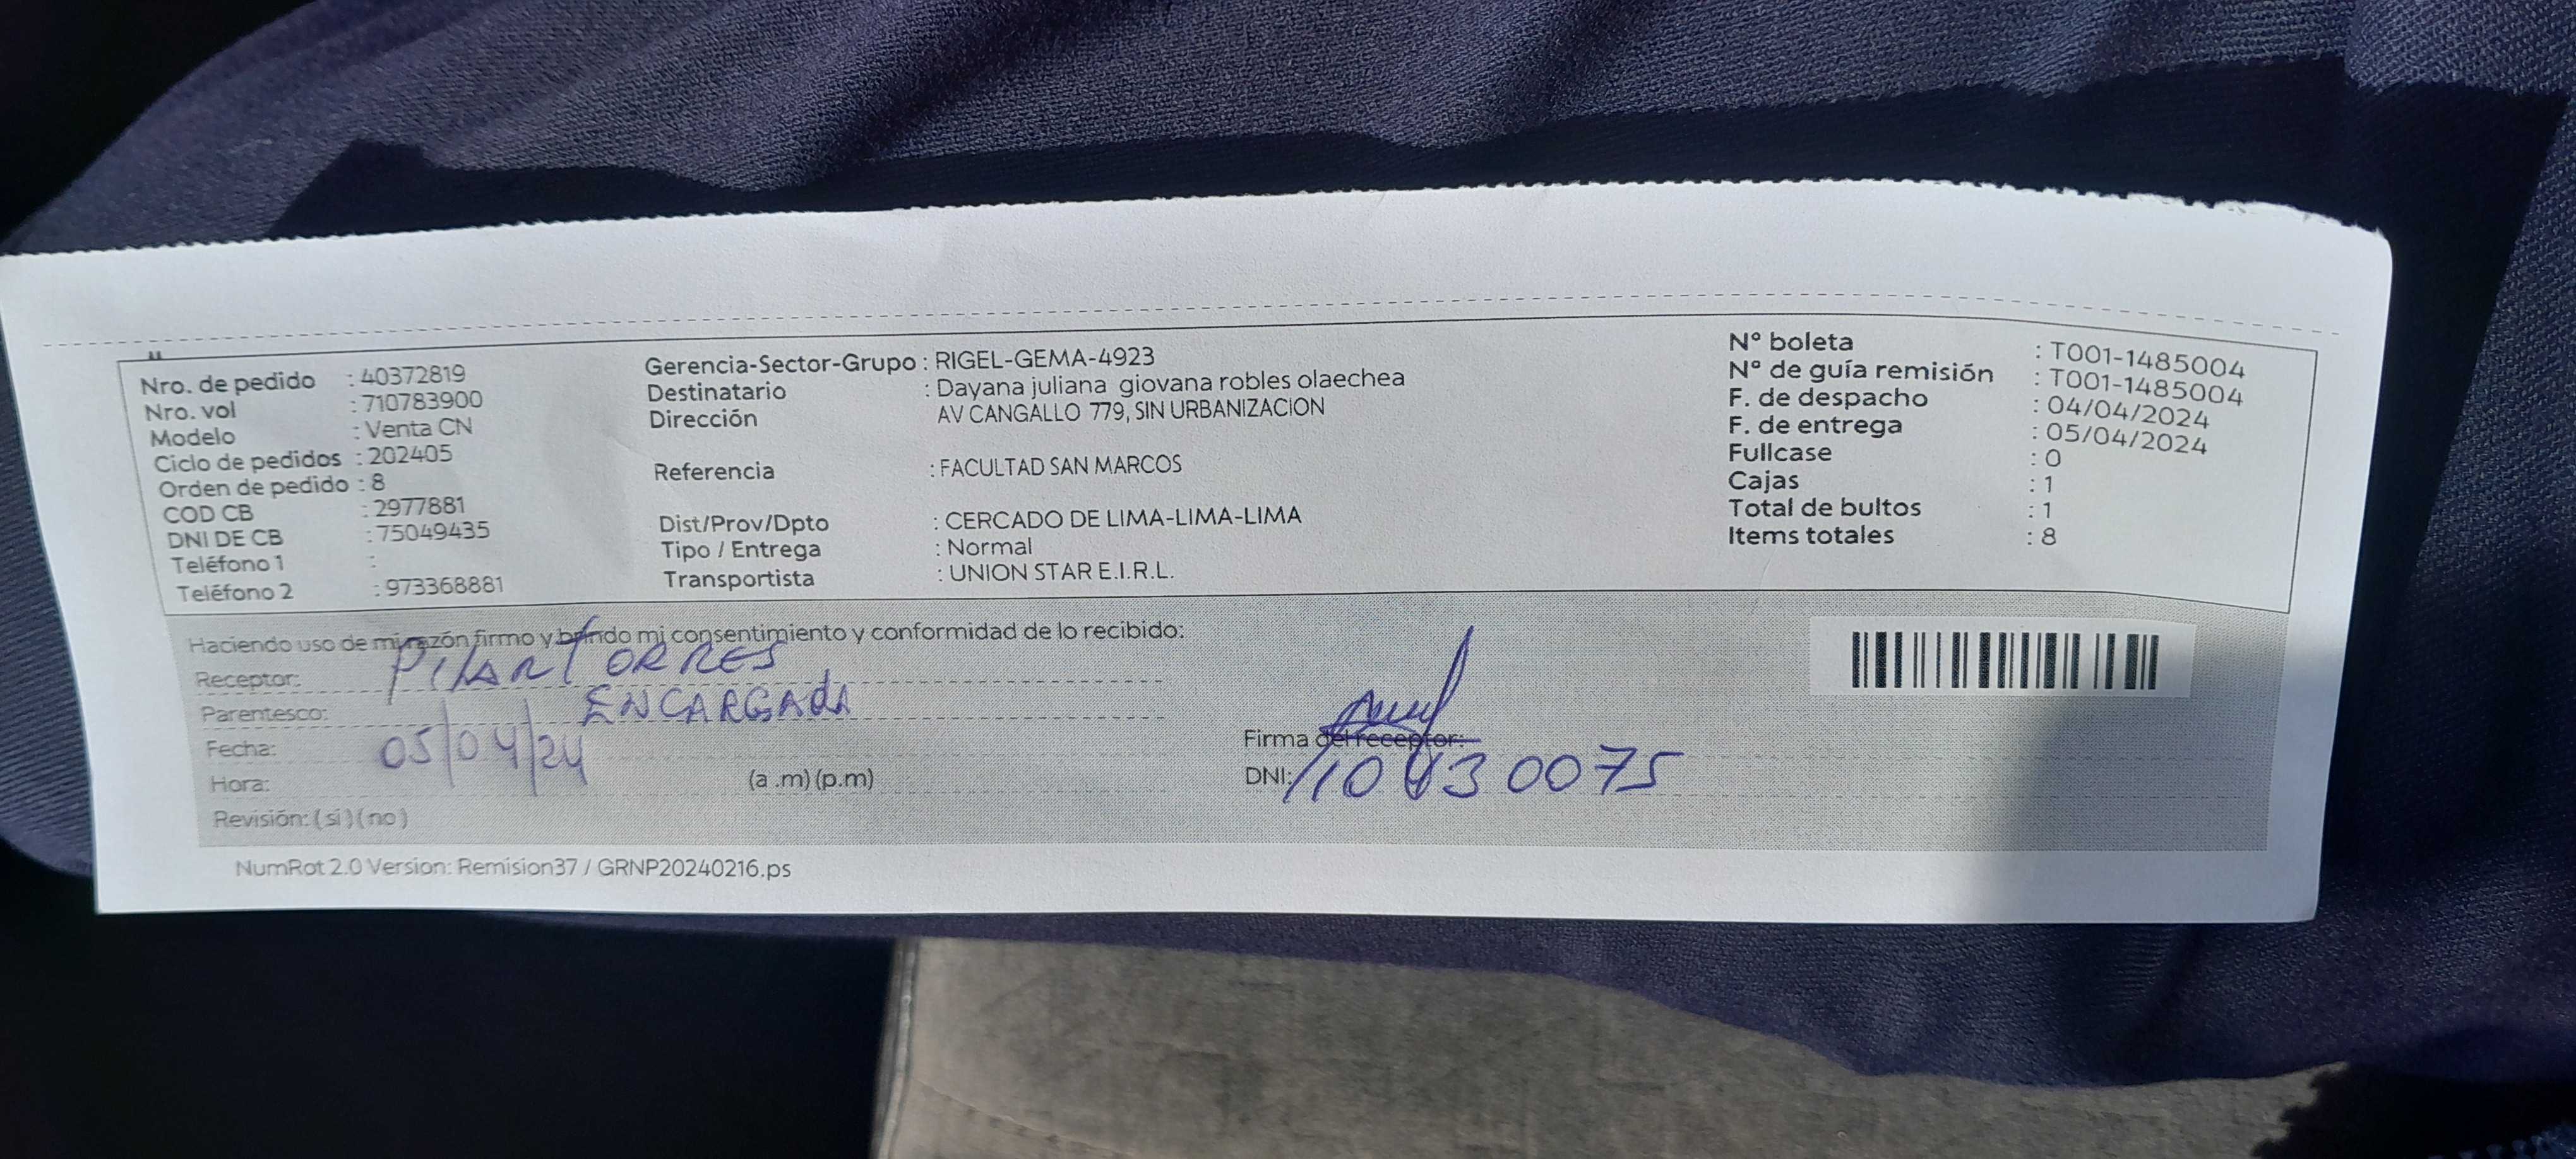 Nro. de pedido : 40372819
Nro. vol : 710783900
Modelo : Venta CN
Ciclo de pedidos : 202405
Orden de pedido : 8
COD CB : 2977881
DNI DE CB : 75049435
Teléfono 1 :
Teléfono 2 : 973368881
Gerencia-Sector-Grupo : RIGEL-GEMA-4923
Destinatario : Dayana juliana giovana robles olaechea
Dirección AV CANGALLO 779, SIN URBANIZACION
Referencia : FACULTAD SAN MARCOS
Dist/Prov/Dpto : CERCADO DE LIMA-LIMA-LIMA
Tipo / Entrega : Normal
Transportista : UNION STAR E.I.R.L.
Nº boleta : T001-1485004
Nº de guía remisión : T001-1485004
F. de despacho : 04/04/2024
F. de entrega : 05/04/2024
Fullcase : 0
Cajas : 1
Total de bultos : 1
Items totales : 8
Haciendo uso de mi razón firmo y brindo mi consentimiento y conformidad de lo recibido:
Receptor: PILAR TORRES
Parentesco: ENCARGADA
Fecha: 05/04/24
Hora: (a .m) (p.m)
Revisión: ( si ) ( no )
Firma del receptor:
DNI:
NumRot 2.0 Version: Remision37 / GRNP20240216.ps